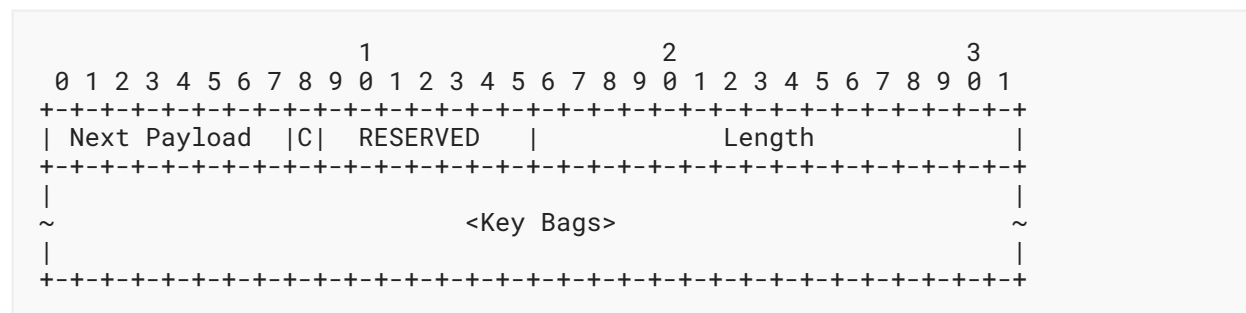 1                   2                   3
 0 1 2 3 4 5 6 7 8 9 0 1 2 3 4 5 6 7 8 9 0 1 2 3 4 5 6 7 8 9 0 1
+-+-+-+-+-+-+-+-+-+-+-+-+-+-+-+-+-+-+-+-+-+-+-+-+-+-+-+-+-+-+-+-+
| Next Payload  |C|  RESERVED   |            Length             |
+-+-+-+-+-+-+-+-+-+-+-+-+-+-+-+-+-+-+-+-+-+-+-+-+-+-+-+-+-+-+-+-+
|                                                               |
~                           <Key Bags>                          ~
|                                                               |
+-+-+-+-+-+-+-+-+-+-+-+-+-+-+-+-+-+-+-+-+-+-+-+-+-+-+-+-+-+-+-+-+